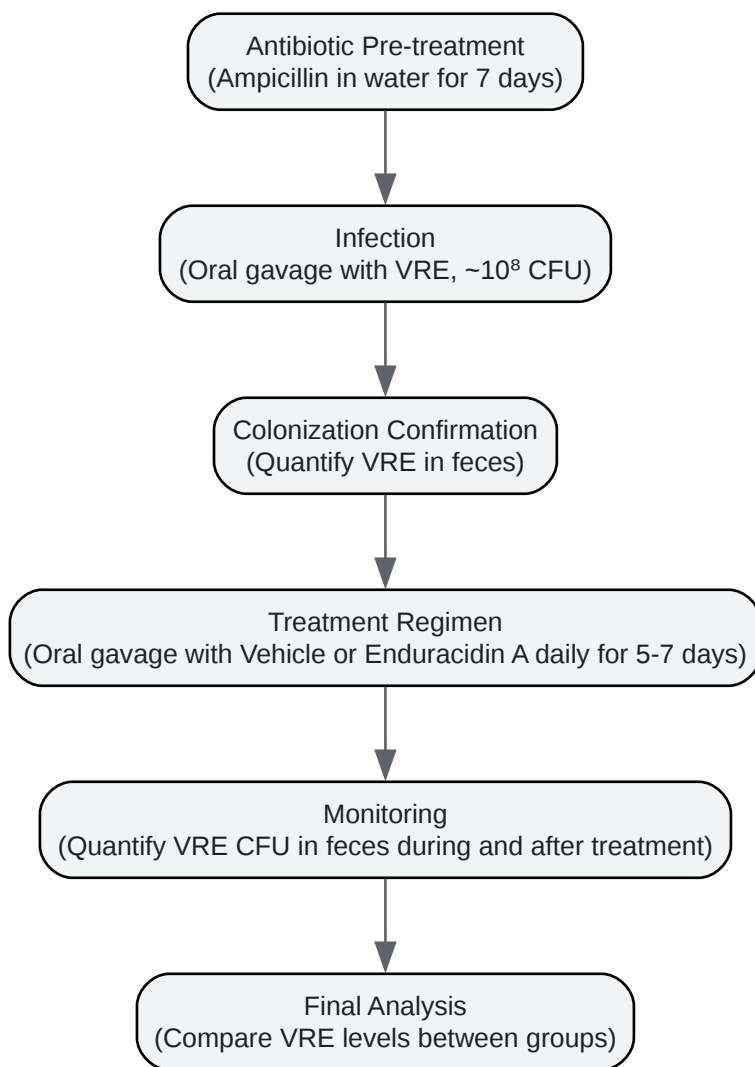 Antibiotic Pre-treatment
(Ampicillin in water for 7 days)
Infection
(Oral gavage with VRE, ~10⁸ CFU)
Colonization Confirmation
(Quantify VRE in feces)
Treatment Regimen
(Oral gavage with Vehicle or Enduracidin A daily for 5-7 days)
Monitoring
(Quantify VRE CFU in feces during and after treatment)
Final Analysis
(Compare VRE levels between groups)